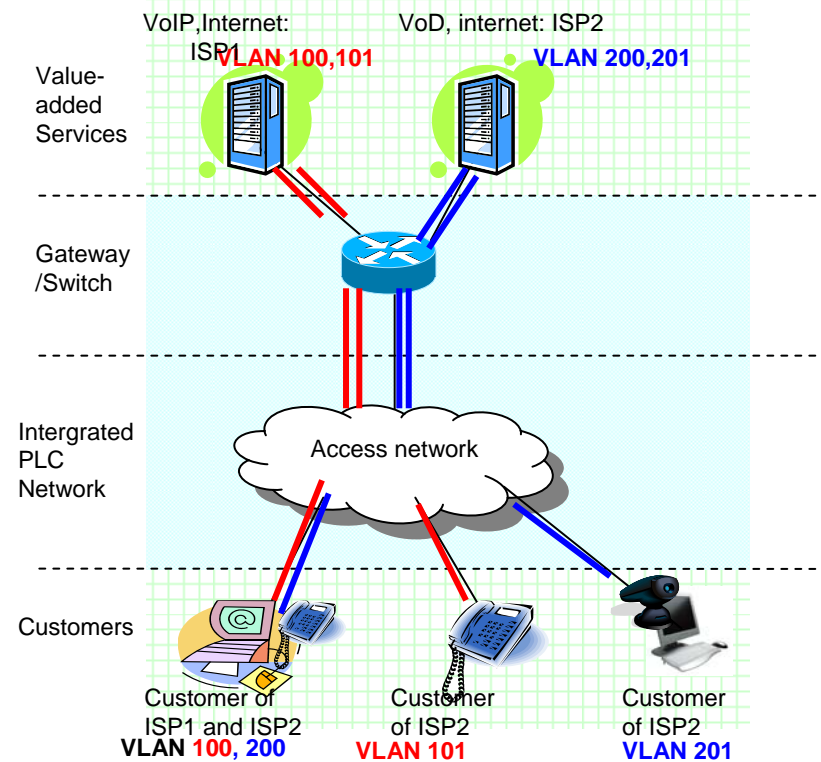 VoIP,Internet:
ISP1
VLAN 100,101
VoD, internet: ISP2
VLAN 200,201
Value-
added
Services
Gateway
/Switch
Intergrated
PLC
Network
Access network
@
Customers
Customer of
ISP1 and ISP2
VLAN 100, 200
Customer
of ISP2
VLAN 101
Customer
of ISP2
VLAN 201